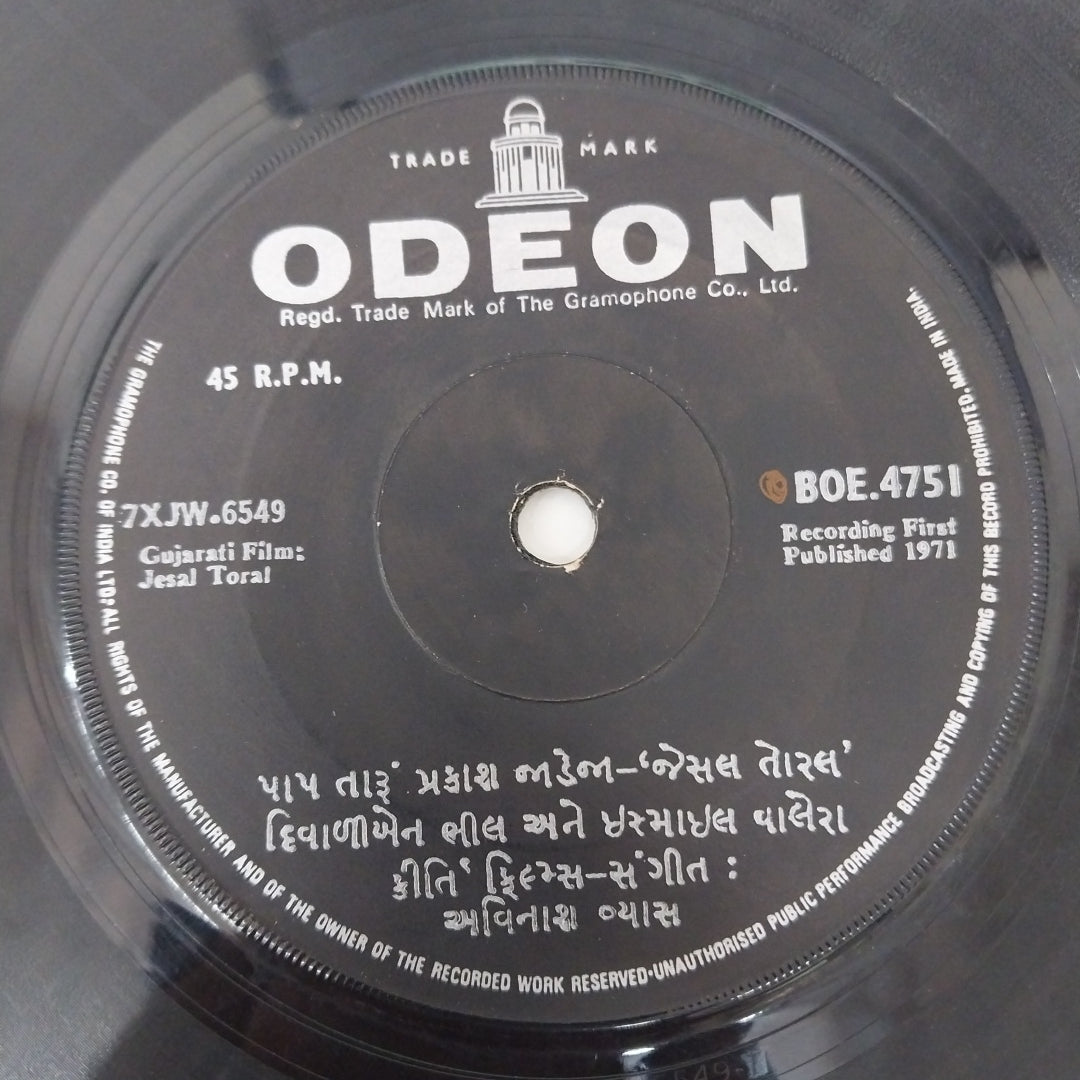 TRADE MARK
ODEON
Regd. Trade Mark of The Gramophone Co., Ltd.
45 R.P.M.
7XJW.6549
Gujarati Film:
Jesal Toral
BOE.4751
Recording First
Published 1971
પાપ તારૂં પ્રકાશ જાડેજા–‘જેસલ તોરલ’
દિવાળીબેન ભીલ અને ઇસ્માઇલ વાલેરા
કીર્તિ ફિલ્મ્સ–સંગીત :
અવિનાશ વ્યાસ
THE GRAMOPHONE CO. OF INDIA LTD. ALL RIGHTS OF THE MANUFACTURER AND OF THE OWNER OF THE RECORDED WORK RESERVED·UNAUTHORISED PUBLIC PERFORMANCE BROADCASTING AND COPYING OF THIS RECORD PROHIBITED. MADE IN INDIA.